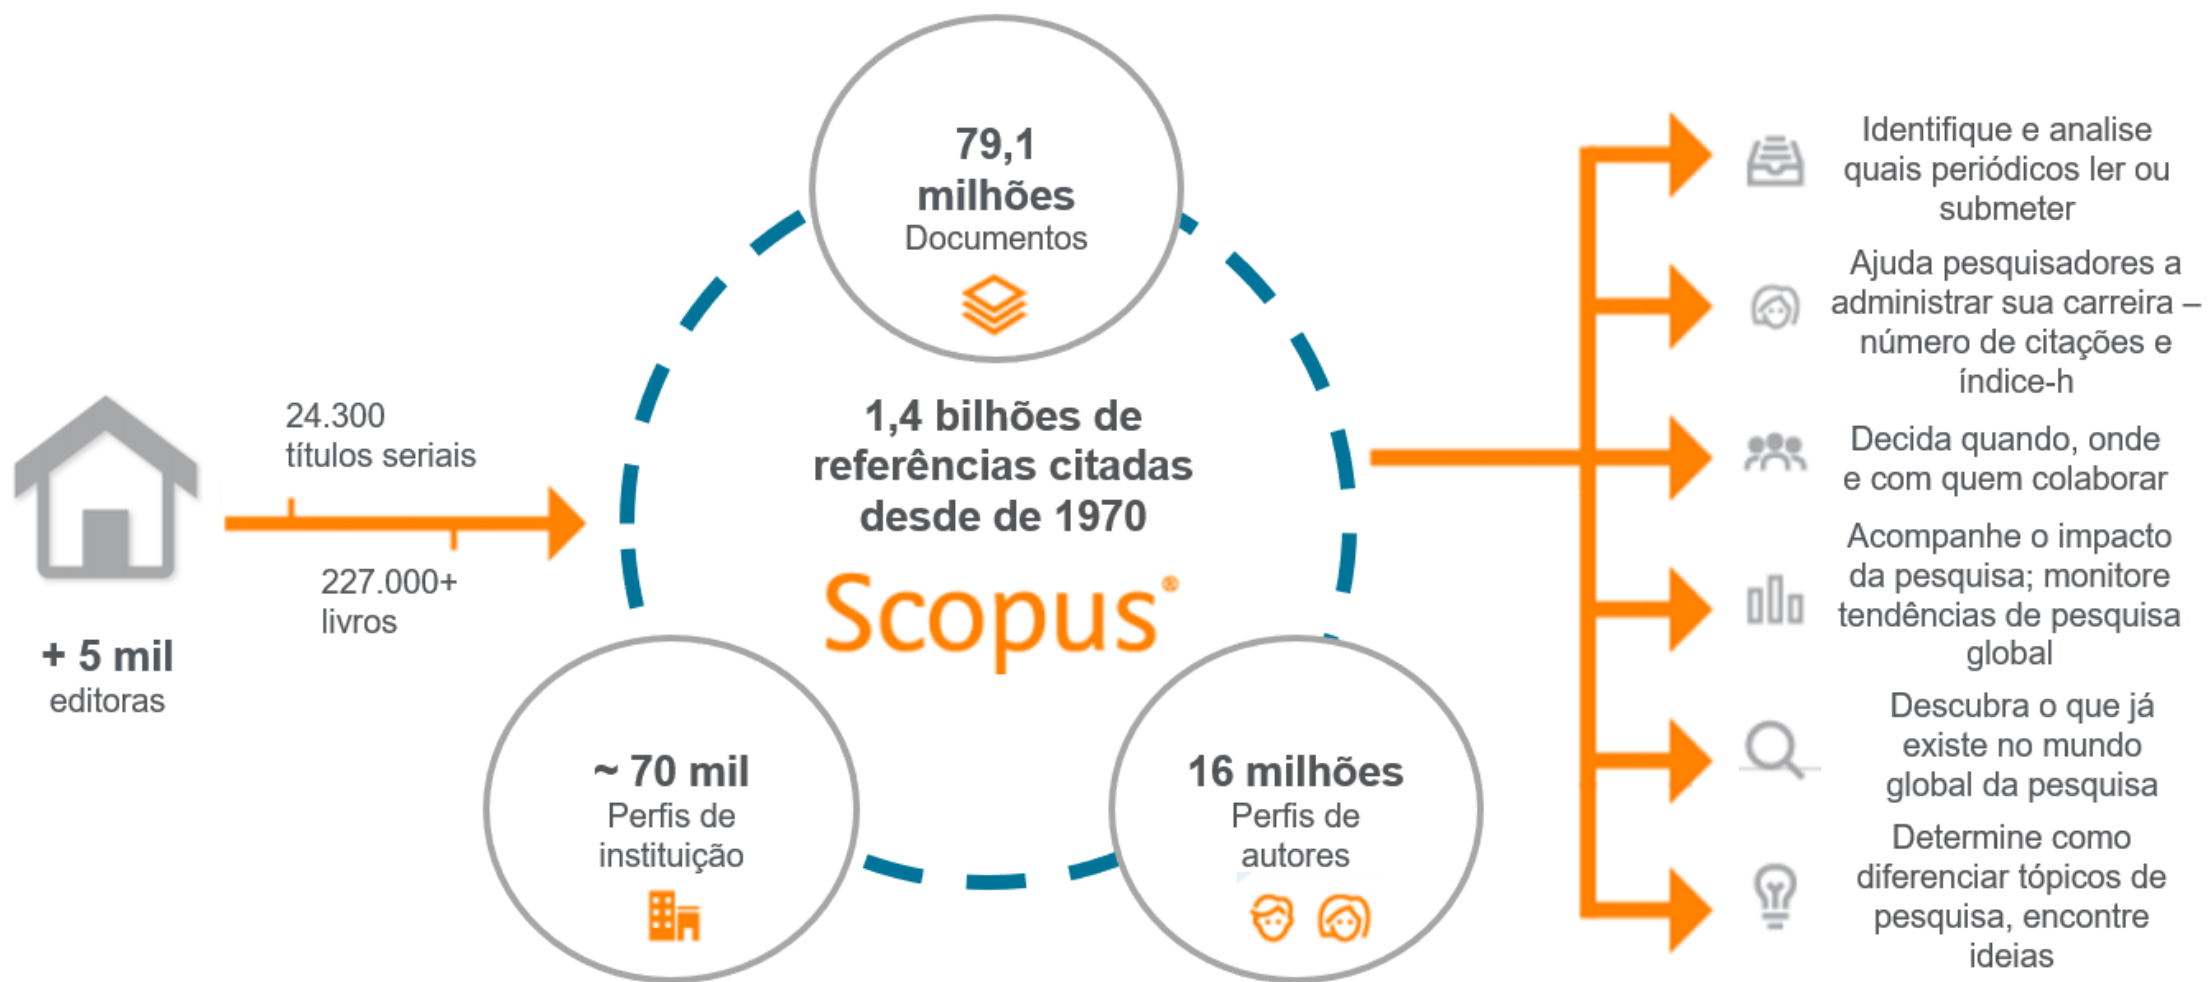 + 5 mil
editoras
24.300
títulos seriais
227.000+
livros
79,1
milhões
Documentos
1,4 bilhões de
referências citadas
desde de 1970
Scopus®
~ 70 mil
Perfis de
instituição
16 milhões
Perfis de
autores
Identifique e analise
quais periódicos ler ou
submeter
Ajuda pesquisadores a
administrar sua carreira –
número de citações e
índice-h
Decida quando, onde
e com quem colaborar
Acompanhe o impacto
da pesquisa; monitore
tendências de pesquisa
global
Descubra o que já
existe no mundo
global da pesquisa
Determine como
diferenciar tópicos de
pesquisa, encontre
ideias